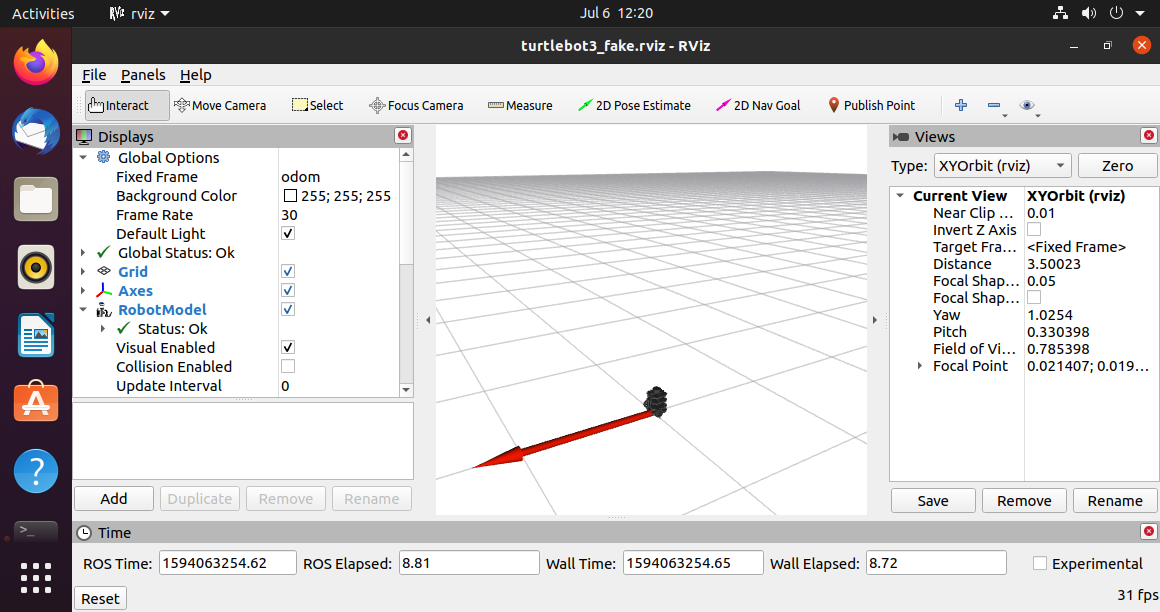 Activities rviz Jul 6 12:20
turtlebot3_fake.rviz - RViz
File Panels Help
Interact Move Camera Select Focus Camera Measure 2D Pose Estimate 2D Nav Goal Publish Point
Displays
Global Options
Fixed Frame odom
Background Color 255; 255; 255
Frame Rate 30
Default Light
Global Status: Ok
Grid
Axes
RobotModel
Status: Ok
Visual Enabled
Collision Enabled
Update Interval 0
Add Duplicate Remove Rename
Views
Type: XYOrbit (rviz) Zero
Current View XYOrbit (rviz)
Near Clip ... 0.01
Invert Z Axis
Target Fra... <Fixed Frame>
Distance 3.50023
Focal Shap... 0.05
Focal Shap...
Yaw 1.0254
Pitch 0.330398
Field of Vi... 0.785398
Focal Point 0.021407; 0.019...
Save Remove Rename
Time
ROS Time: 1594063254.62 ROS Elapsed: 8.81 Wall Time: 1594063254.65 Wall Elapsed: 8.72 Experimental
Reset 31 fps